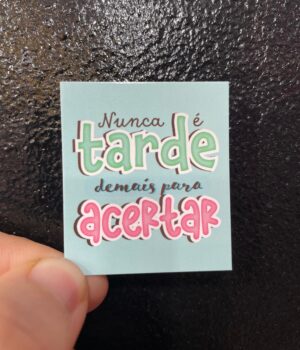 Nunca é
tarde
demais para
acertar